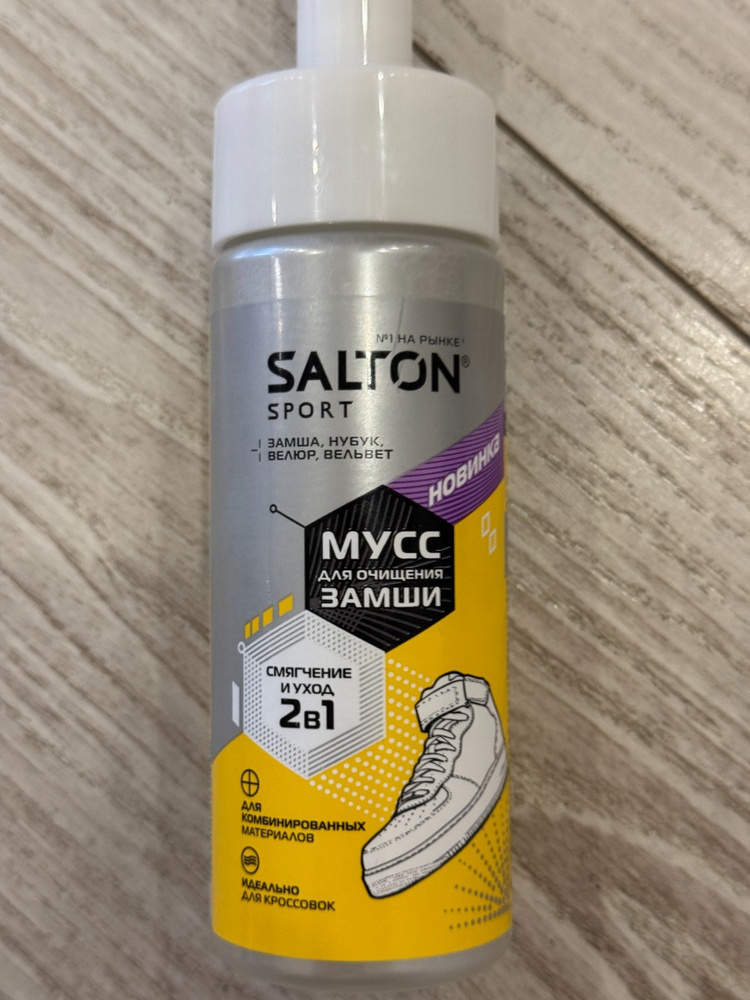 №1 НА РЫНКЕ¹
SALTON®
SPORT
ЗАМША, НУБУК,
ВЕЛЮР, ВЕЛЬВЕТ
НОВИНКА
МУСС
ДЛЯ ОЧИЩЕНИЯ
ЗАМШИ
СМЯГЧЕНИЕ
И УХОД
2в1
ДЛЯ
КОМБИНИРОВАННЫХ
МАТЕРИАЛОВ
ИДЕАЛЬНО
ДЛЯ КРОССОВОК